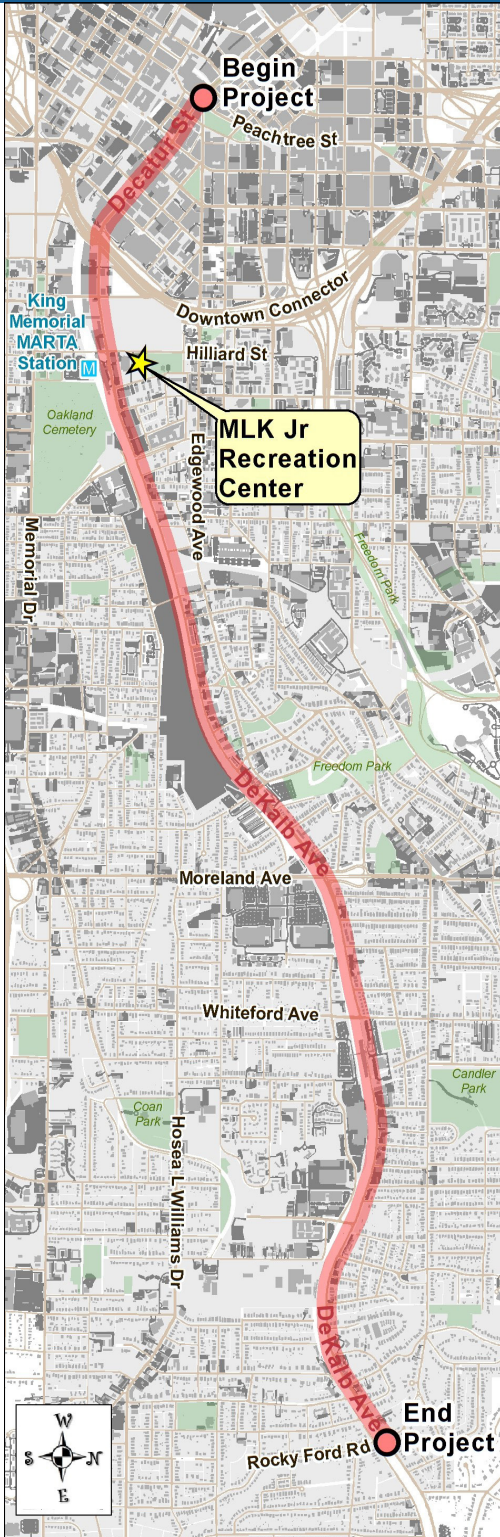 Begin
Project
Peachtree St
Decatur St
Downtown Connector
King
Memorial
MARTA
Station
M
Hilliard St
Oakland
Cemetery
MLK Jr
Recreation
Center
Edgewood Ave
Memorial Dr
Freedom Park
Freedom Park
DeKalb Ave
Moreland Ave
Whiteford Ave
Candler
Park
Coan
Park
Hosea L Williams Dr
DeKalb Ave
End
Project
Rocky Ford Rd
W
S
N
E